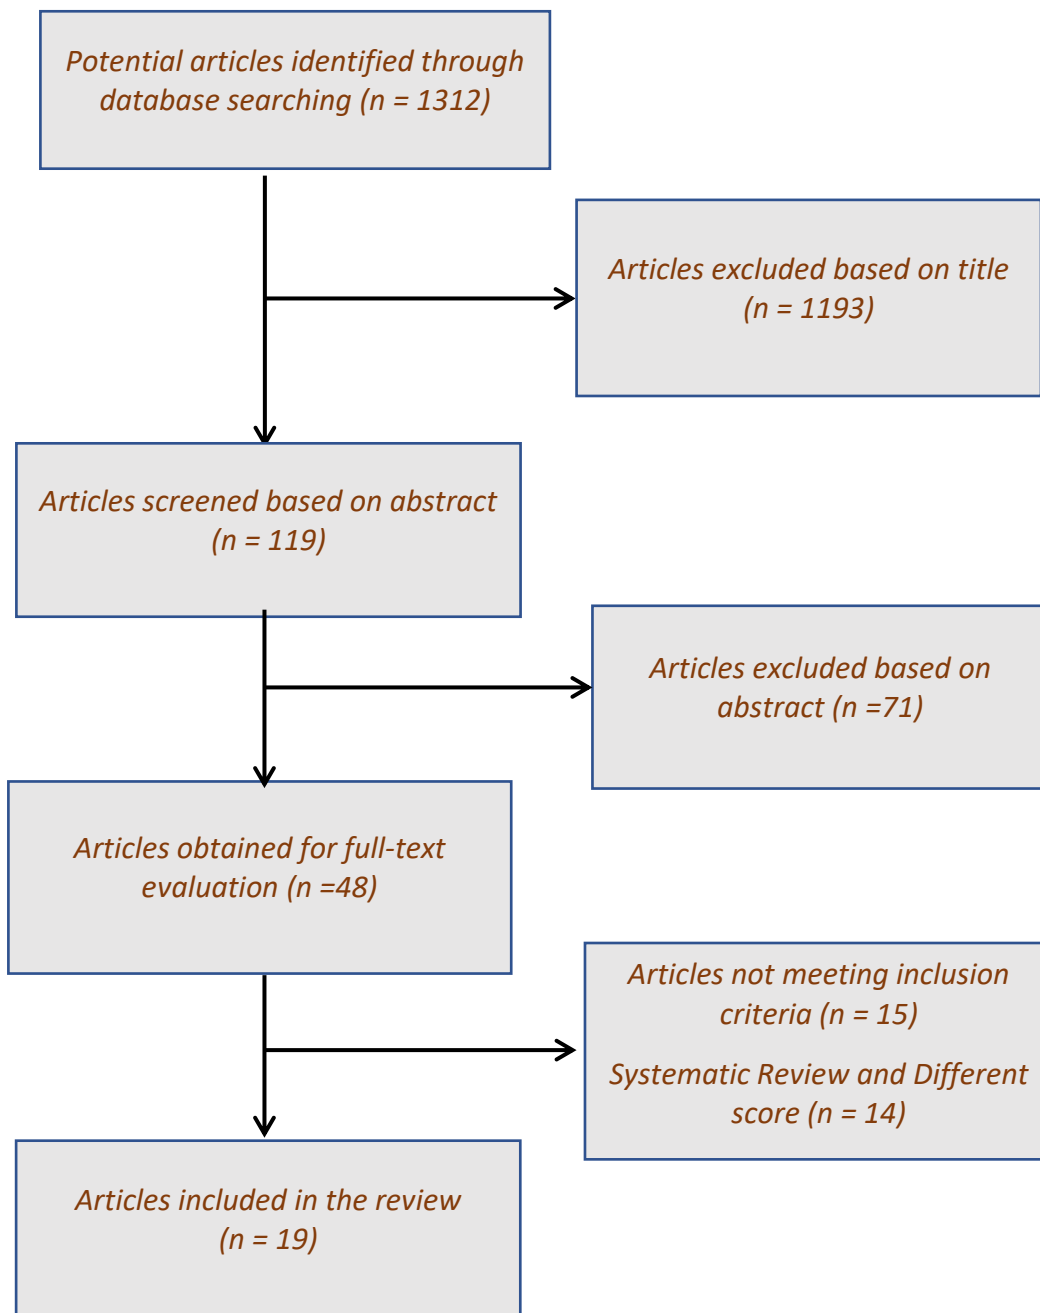 Potential articles identified through
database searching (n = 1312)
Articles excluded based on title
(n = 1193)
Articles screened based on abstract
(n = 119)
Articles excluded based on
abstract (n =71)
Articles obtained for full-text
evaluation (n =48)
Articles not meeting inclusion
criteria (n = 15)
Systematic Review and Different
score (n = 14)
Articles included in the review
(n = 19)